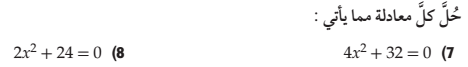 حُلَّ كلَّ معادلة مما يأتي :
4x² + 32 = 0 (7
2x² + 24 = 0 (8